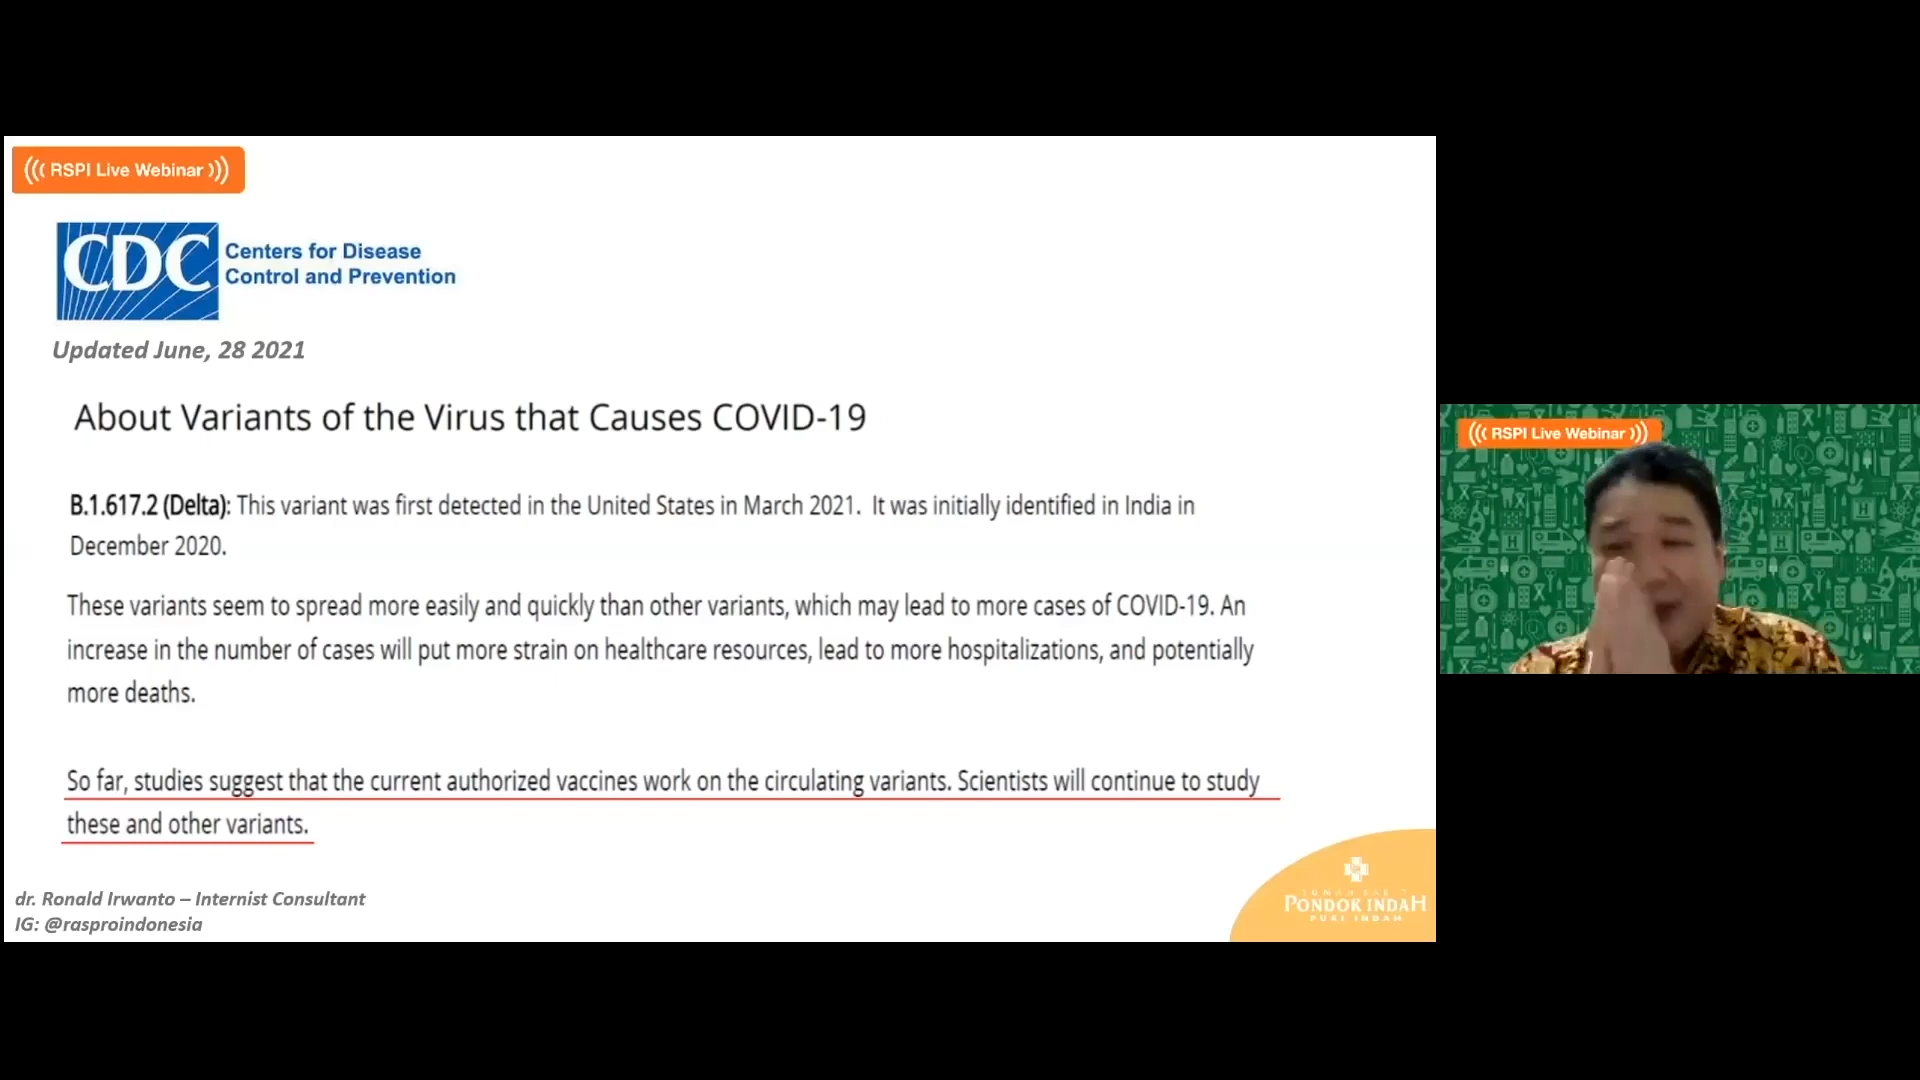 ((( RSPI Live Webinar )))
CDC
Centers for Disease
Control and Prevention
Updated June, 28 2021
About Variants of the Virus that Causes COVID-19
B.1.617.2 (Delta): This variant was first detected in the United States in March 2021. It was initially identified in India in
December 2020.
These variants seem to spread more easily and quickly than other variants, which may lead to more cases of COVID-19. An
increase in the number of cases will put more strain on healthcare resources, lead to more hospitalizations, and potentially
more deaths.
So far, studies suggest that the current authorized vaccines work on the circulating variants. Scientists will continue to study
these and other variants.
dr. Ronald Irwanto – Internist Consultant
IG: @rasproindonesia
PONDOK INDAH
PURI INDAH
((( RSPI Live Webinar )))